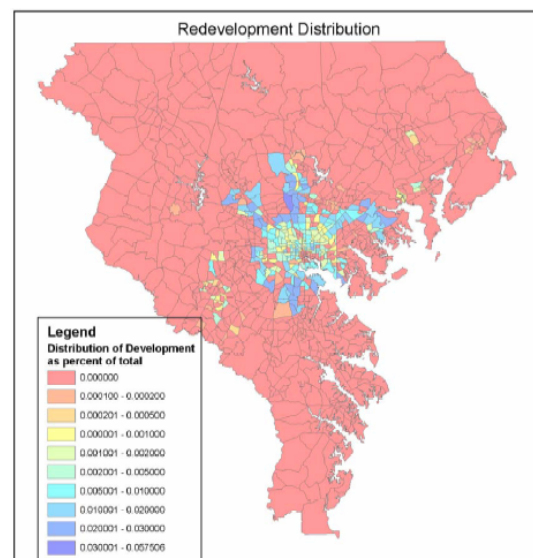 Redevelopment Distribution
Legend
Distribution of Development
as percent of total
0.000000
0.000100 - 0.000200
0.000201 - 0.000500
0.000001 - 0.001000
0.001001 - 0.002000
0.002001 - 0.005000
0.005001 - 0.010000
0.010001 - 0.020000
0.020001 - 0.030000
0.030001 - 0.057506